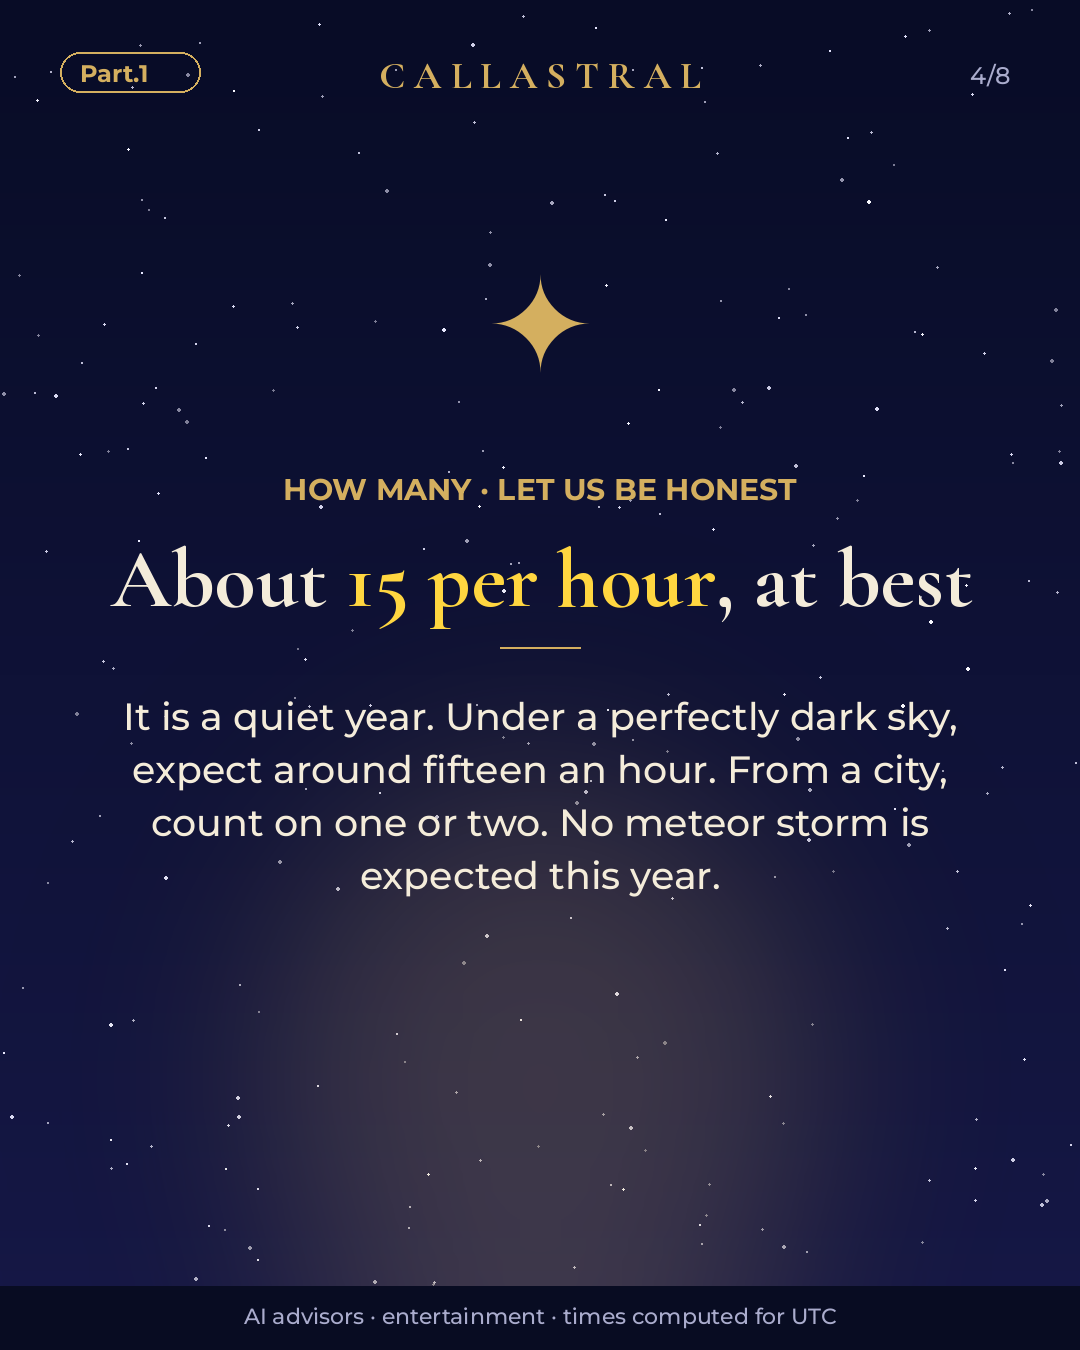 Part.1
CALLASTRAL
4/8
HOW MANY · LET US BE HONEST
About 15 per hour, at best
It is a quiet year. Under a perfectly dark sky,
expect around fifteen an hour. From a city,
count on one or two. No meteor storm is
expected this year.
AI advisors · entertainment · times computed for UTC